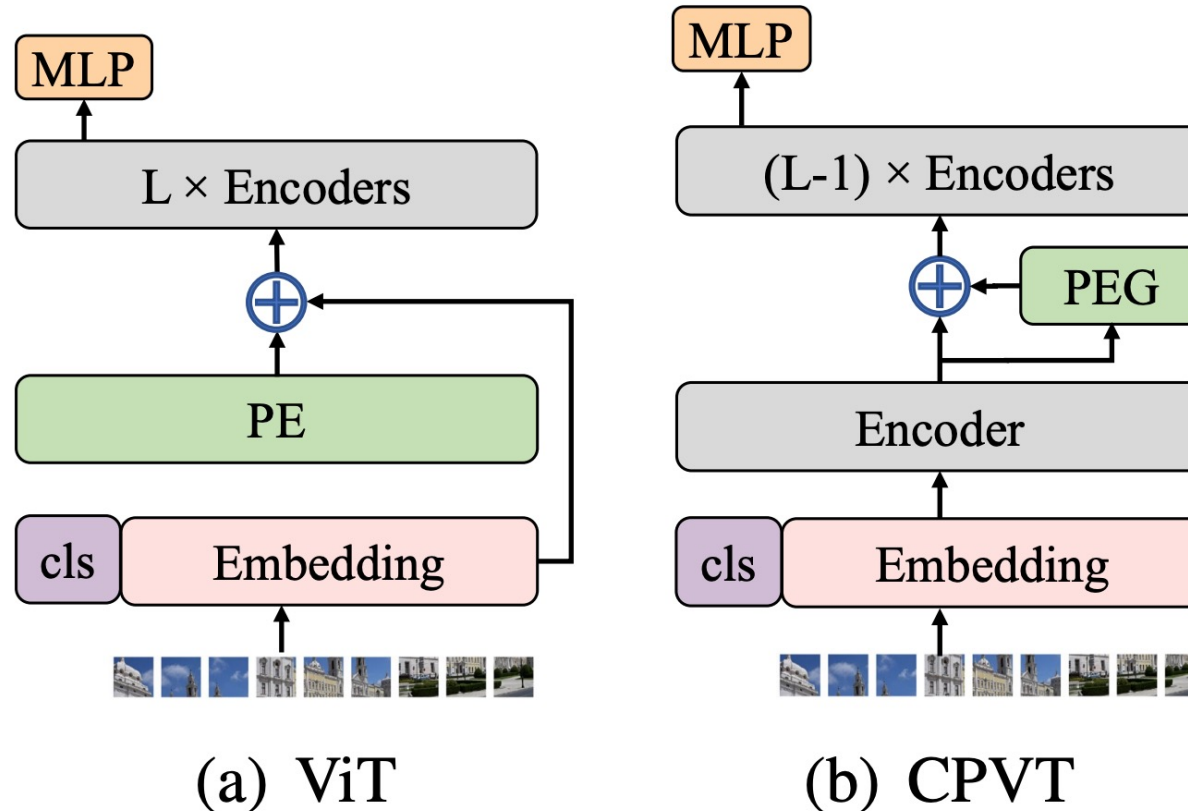 MLP
L × Encoders
PE
cls Embedding
(a) ViT
MLP
(L-1) × Encoders
PEG
Encoder
cls Embedding
(b) CPVT